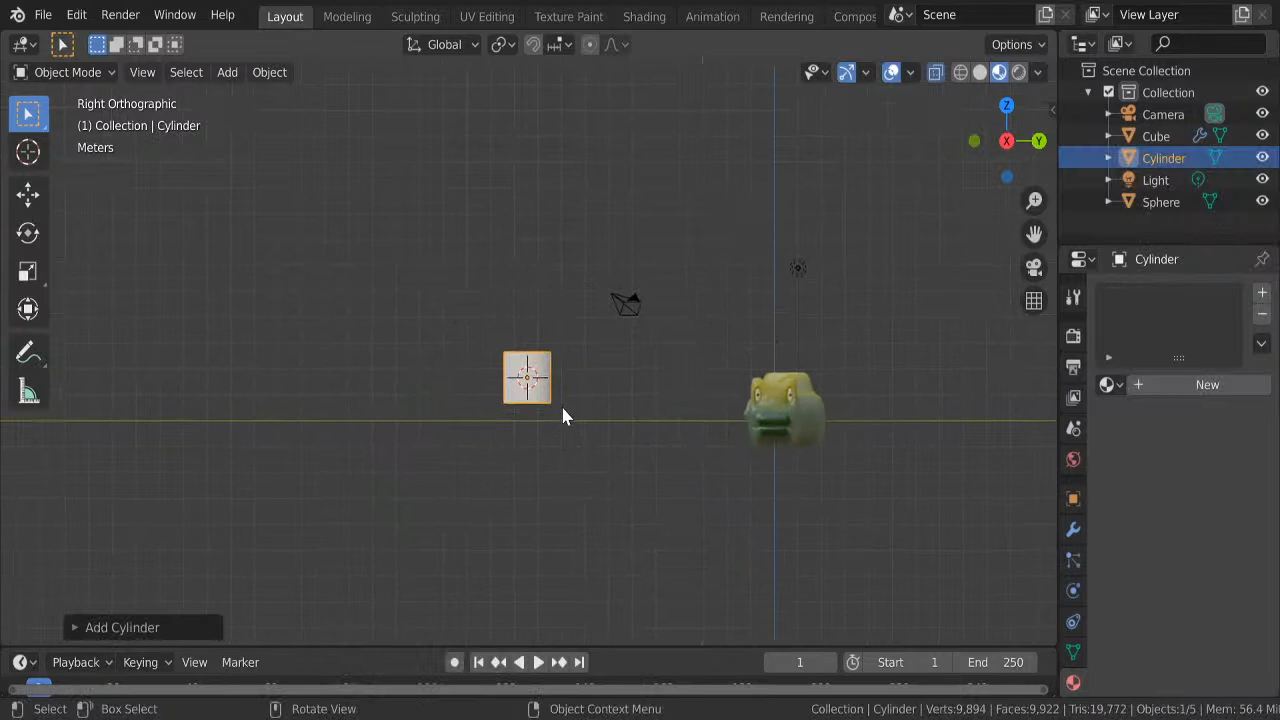 File Edit Render Window Help Layout Modeling Sculpting UV Editing Texture Paint Shading Animation Rendering Compos Scene View Layer
Global Options
Object Mode View Select Add Object
Scene Collection
Collection
Camera
Cube
Cylinder
Light
Sphere
Right Orthographic
(1) Collection | Cylinder
Meters
Z
X
Y
Cylinder
New
Add Cylinder
Playback Keying View Marker 1 Start 1 End 250
Select Box Select Rotate View Object Context Menu Collection | Cylinder | Verts:9,894 | Faces:9,922 | Tris:19,772 | Objects:1/5 | Mem: 56.4 M